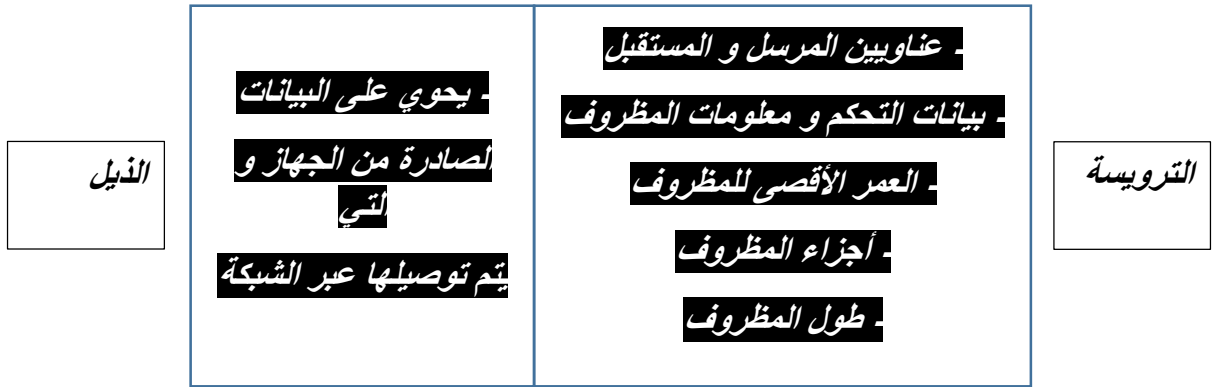 الترويسة
- عناويين المرسل و المستقبل
- بيانات التحكم و معلومات المظروف
- العمر الأقصى للمظروف
- أجزاء المظروف
- طول المظروف
- يحوي على البيانات
الصادرة من الجهاز و
التي
يتم توصيلها عبر الشبكة
الذيل